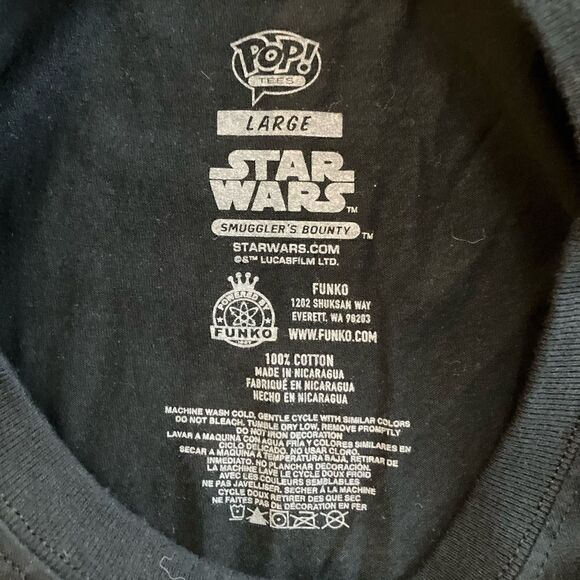 POP!
TEES
LARGE
STAR
WARS™
SMUGGLER'S BOUNTY™
STARWARS.COM
©&™ LUCASFILM LTD.
POWERED BY
FUNKO
FUNKO
1202 SHUKSAN WAY
EVERETT, WA 98203
WWW.FUNKO.COM
100% COTTON
MADE IN NICARAGUA
FABRIQUÉ EN NICARAGUA
HECHO EN NICARAGUA
MACHINE WASH COLD, GENTLE CYCLE WITH SIMILAR COLORS
DO NOT BLEACH. TUMBLE DRY LOW, REMOVE PROMPTLY
DO NOT IRON DECORATION
LAVAR A MAQUINA CON AGUA FRIA Y COLORES SIMILARES EN
CICLO DELICADO. NO USAR CLORO.
SECAR A MAQUINA A TEMPERATURA BAJA, RETIRAR DE
INMEDIATO. NO PLANCHAR DECORACIÓN.
LA MACHINE LAVE LE CYCLE DOUX FROID
AVEC LES COULEURS SEMBLABLES
NE PAS JAVELLISER. SÉCHER À LA MACHINE
CYCLE DOUX RETIRER DES QUE SEC
NE FAITES PAS DE DÉCORATION EN FER